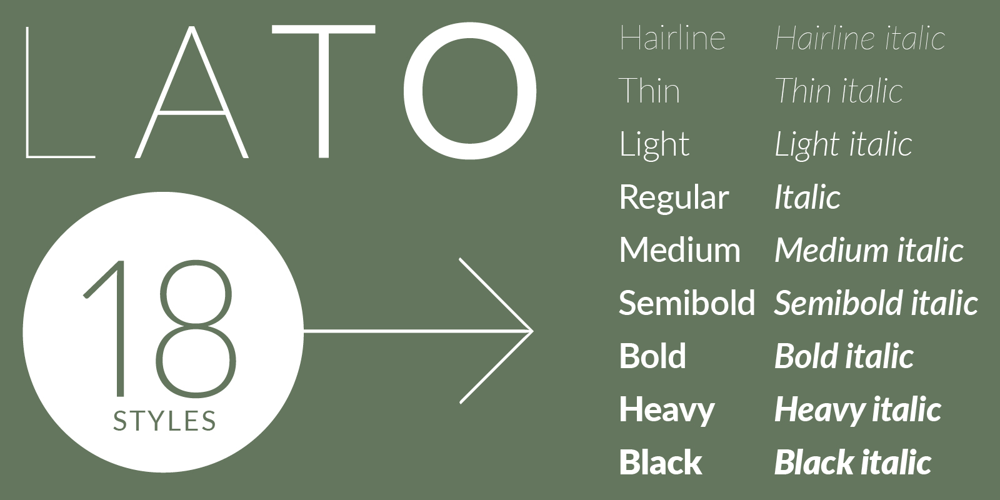 LATO
18
STYLES
Hairline Hairline italic
Thin Thin italic
Light Light italic
Regular Italic
Medium Medium italic
Semibold Semibold italic
Bold Bold italic
Heavy Heavy italic
Black Black italic